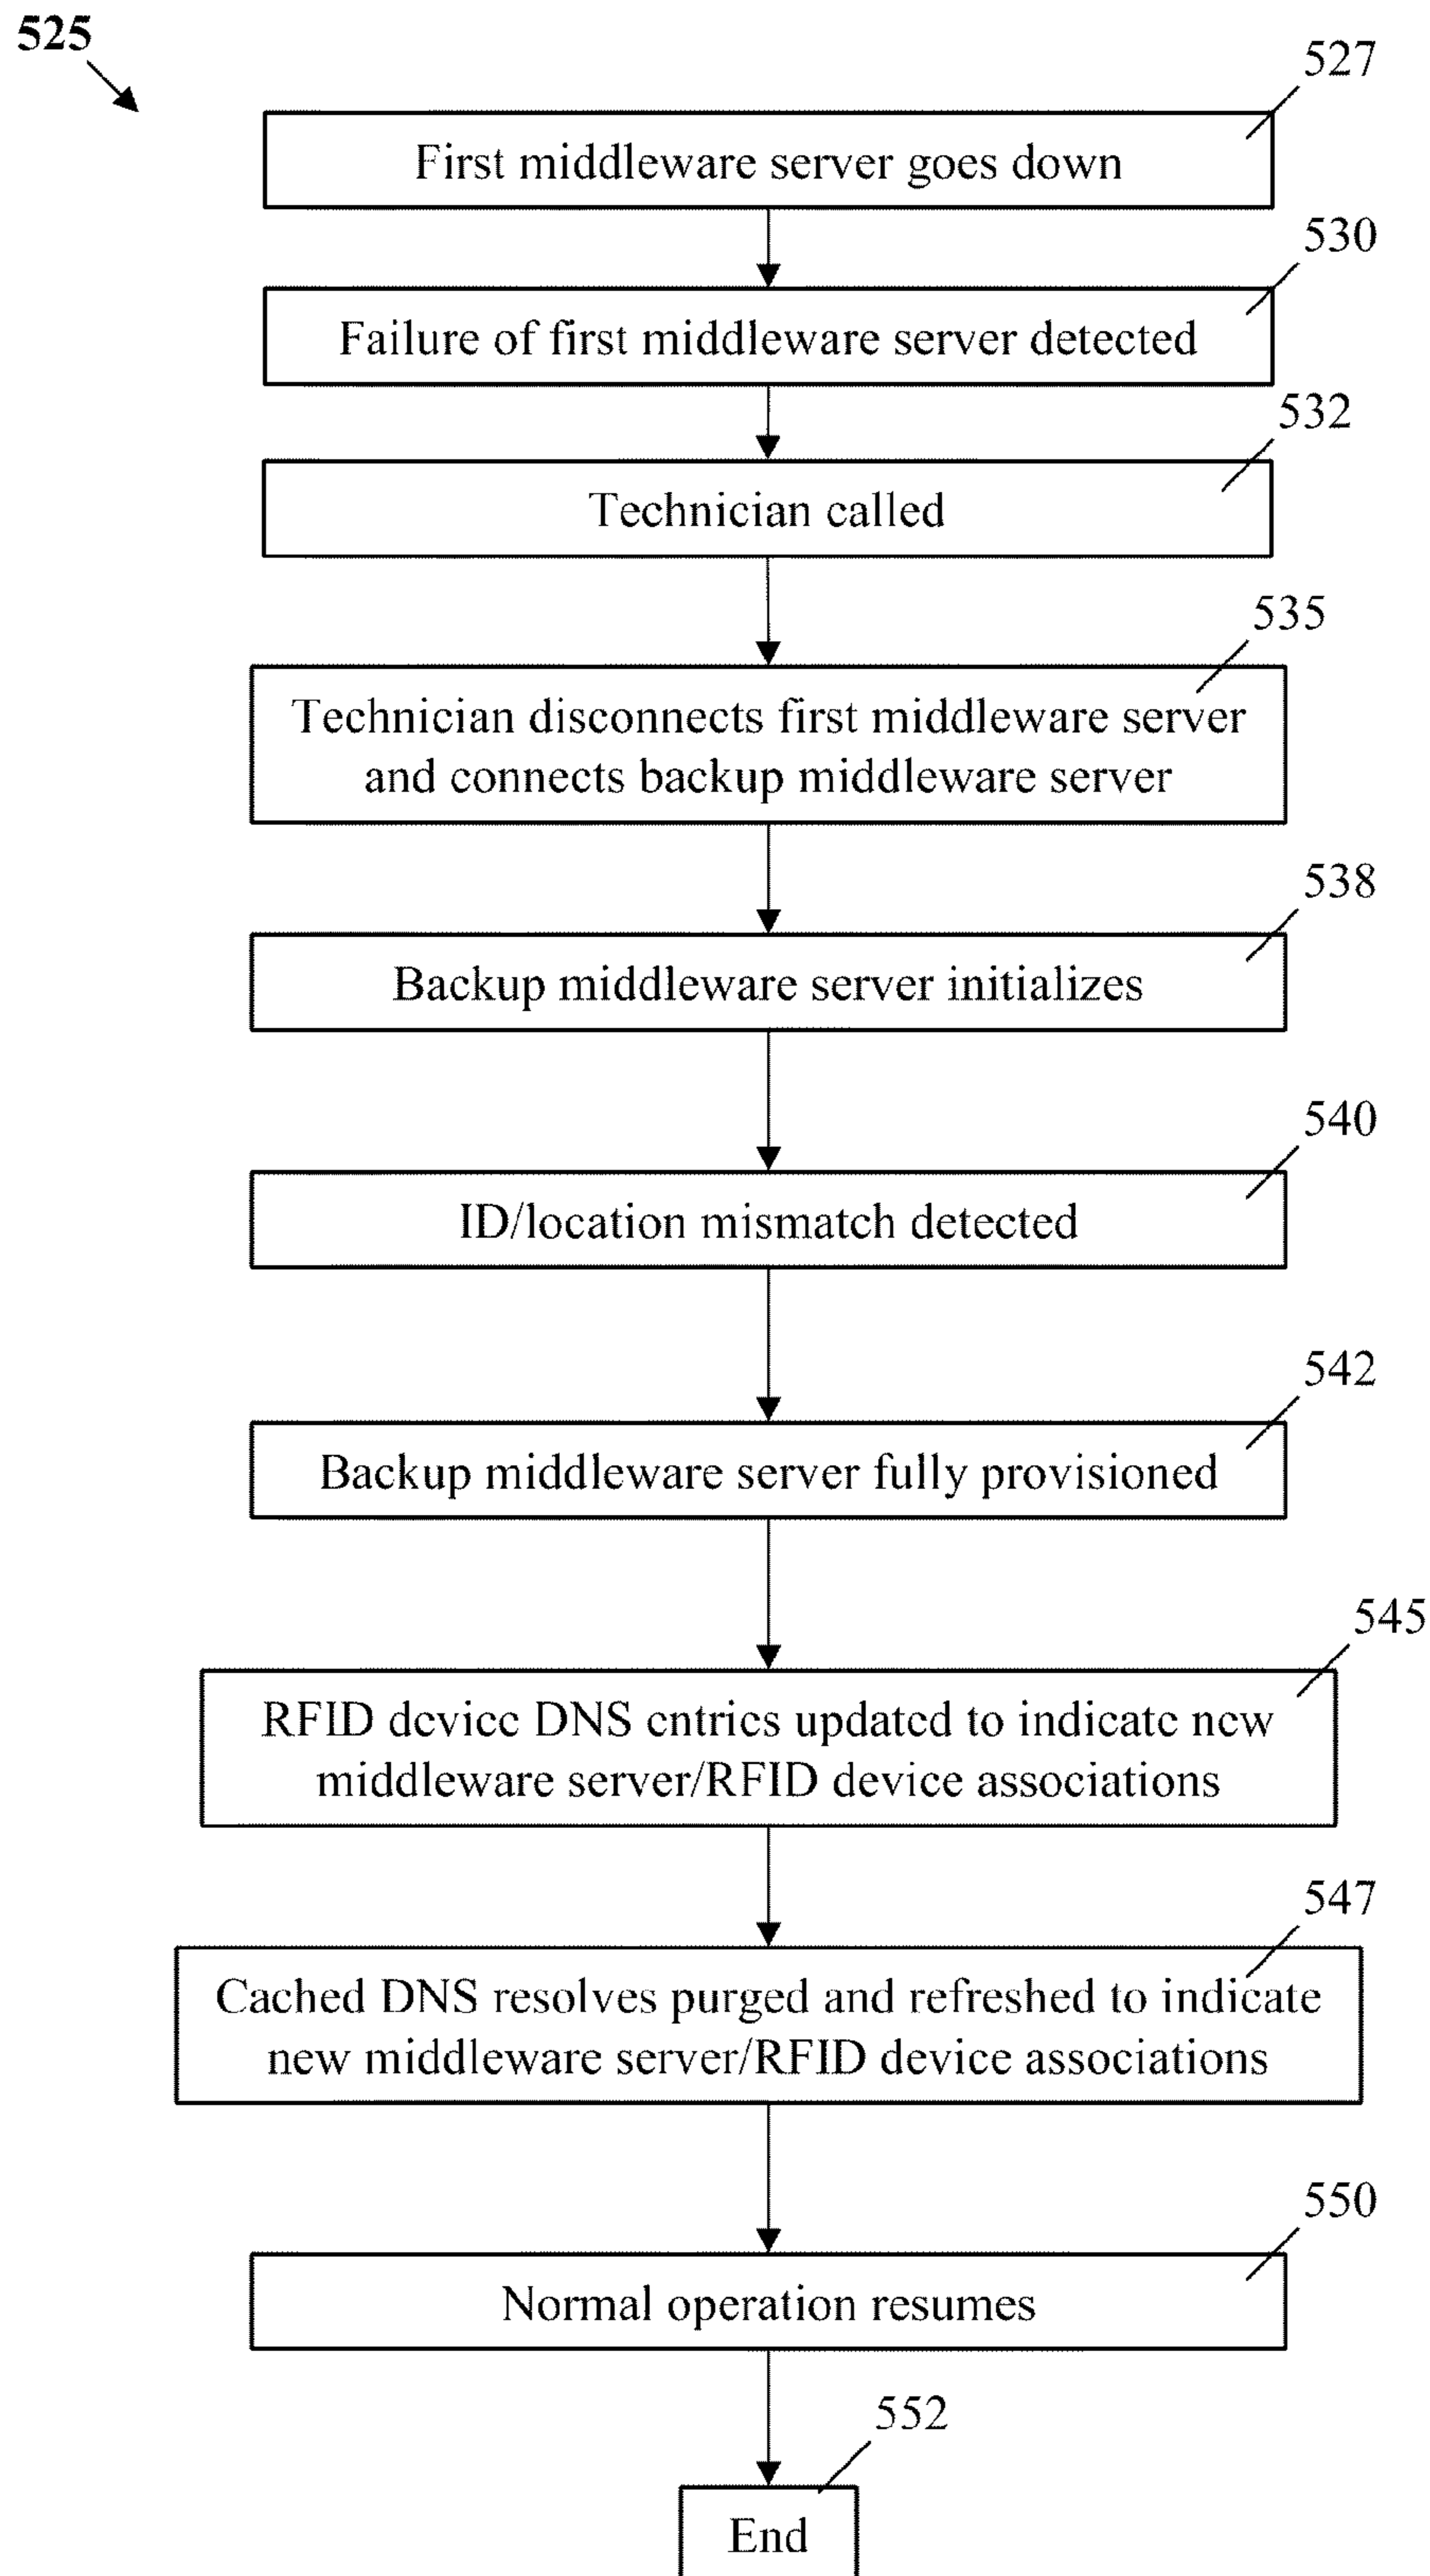 525
527
First middleware server goes down
530
Failure of first middleware server detected
532
Technician called
535
Technician disconnects first middleware server
and connects backup middleware server
538
Backup middleware server initializes
540
ID/location mismatch detected
542
Backup middleware server fully provisioned
545
RFID device DNS entries updated to indicate new
middleware server/RFID device associations
547
Cached DNS resolves purged and refreshed to indicate
new middleware server/RFID device associations
550
Normal operation resumes
552
End